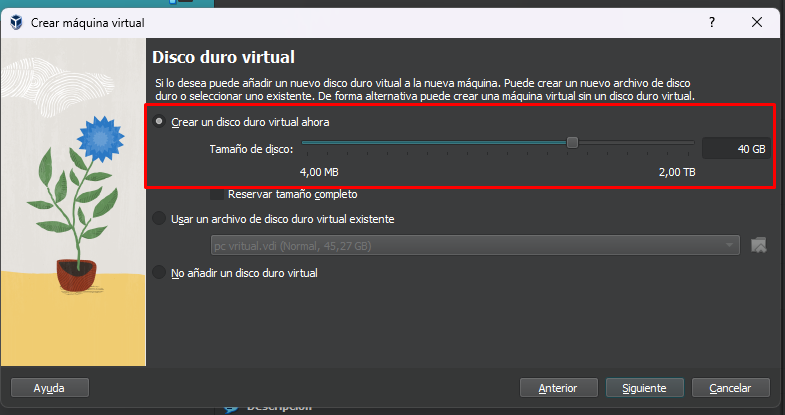 Crear máquina virtual
?
Disco duro virtual
Si lo desea puede añadir un nuevo disco duro vitual a la nueva máquina. Puede crear un nuevo archivo de disco
duro o seleccionar uno existente. De forma alternativa puede crear una máquina virtual sin un disco duro virtual.
Crear un disco duro virtual ahora
Tamaño de disco:
40 GB
4,00 MB
2,00 TB
Reservar tamaño completo
Usar un archivo de disco duro virtual existente
pc vritual.vdi (Normal, 45,27 GB)
No añadir un disco duro virtual
Ayuda
Anterior
Siguiente
Cancelar
Descripción